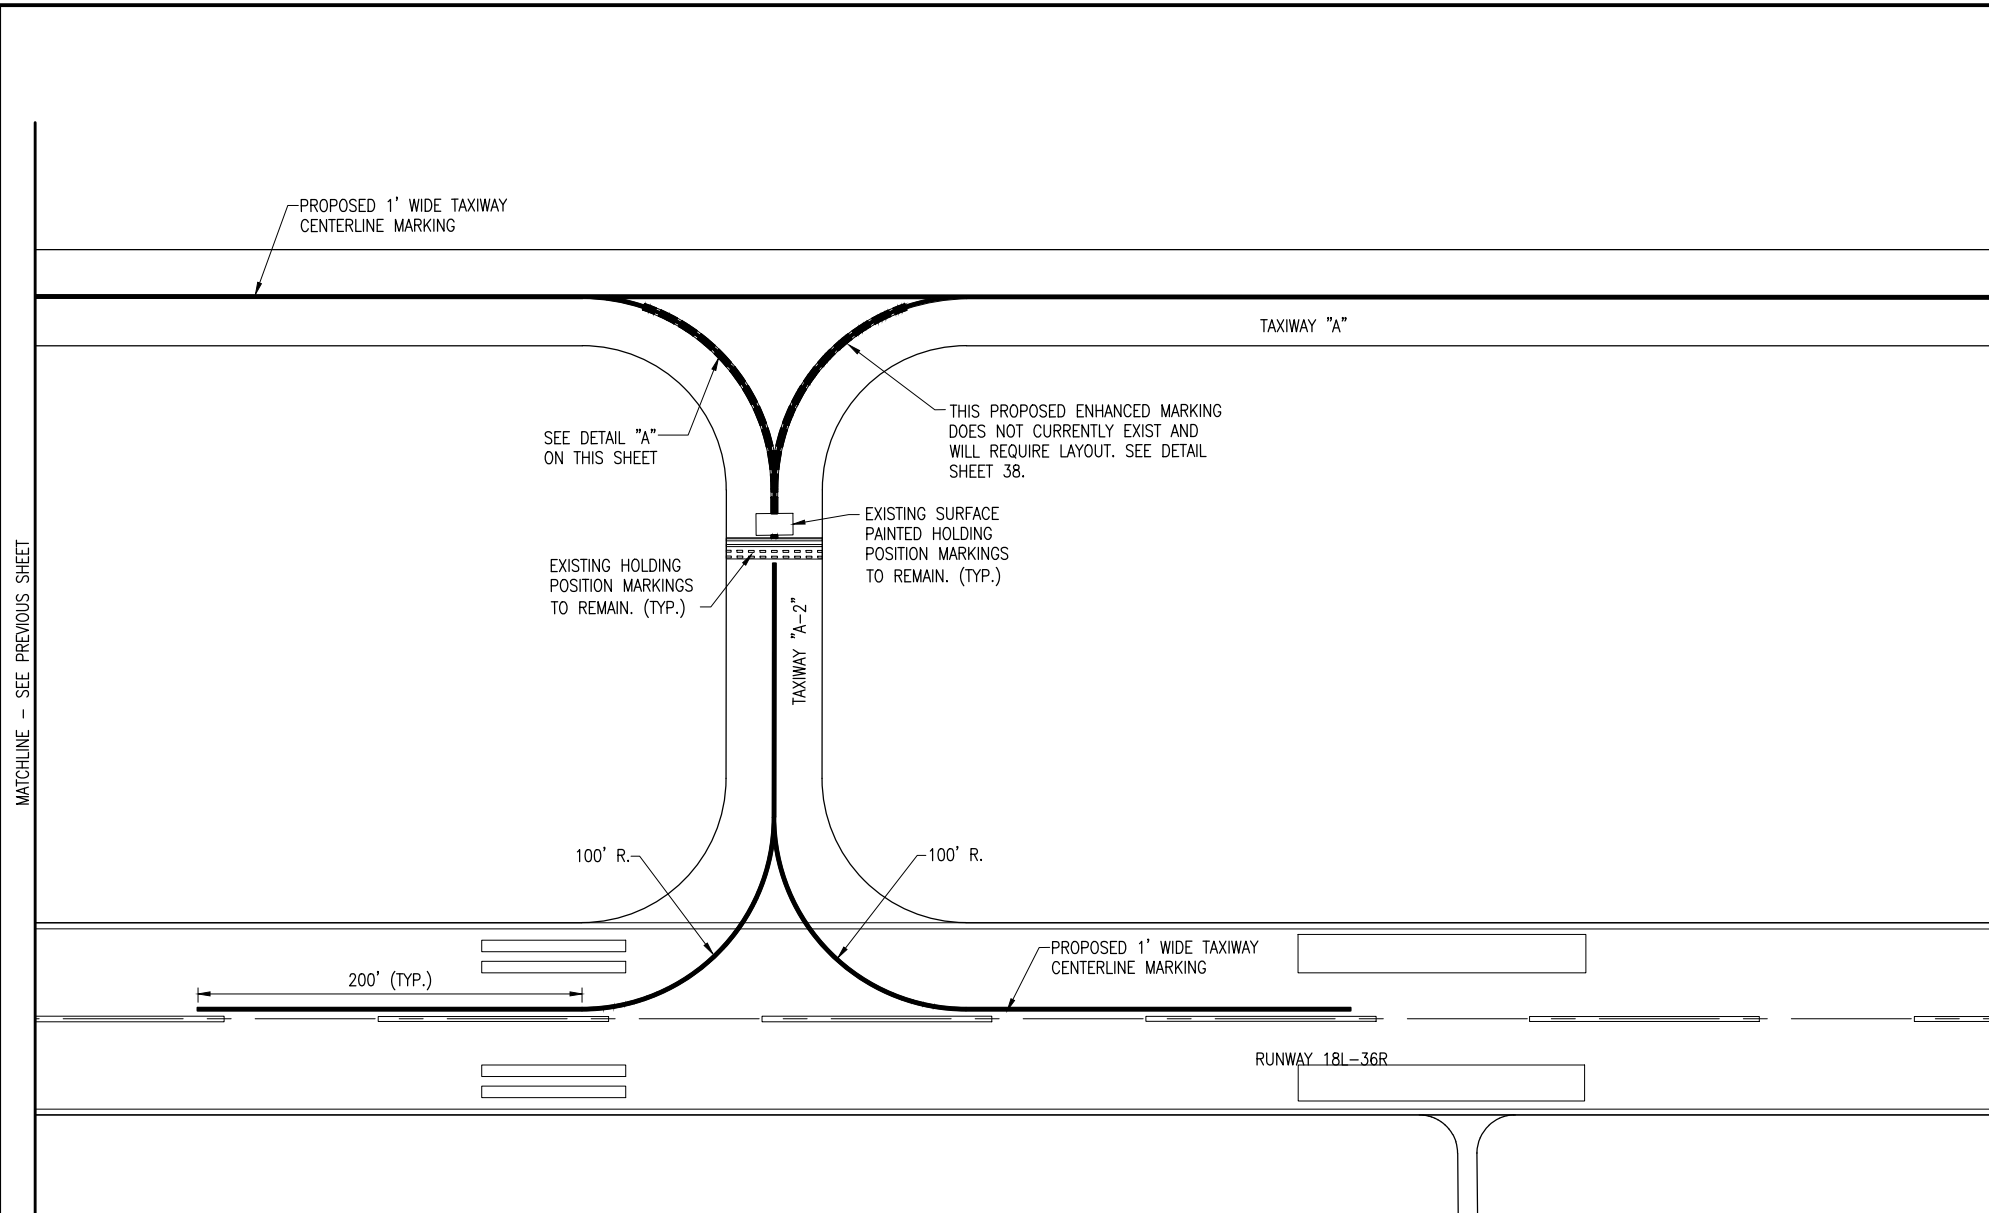 PROPOSED 1' WIDE TAXIWAY
CENTERLINE MARKING
TAXIWAY "A"
SEE DETAIL "A"
ON THIS SHEET
THIS PROPOSED ENHANCED MARKING
DOES NOT CURRENTLY EXIST AND
WILL REQUIRE LAYOUT. SEE DETAIL
SHEET 38.
EXISTING SURFACE
PAINTED HOLDING
POSITION MARKINGS
TO REMAIN. (TYP.)
EXISTING HOLDING
POSITION MARKINGS
TO REMAIN. (TYP.)
MATCHLINE - SEE PREVIOUS SHEET
TAXIWAY "A-2"
100' R.
100' R.
PROPOSED 1' WIDE TAXIWAY
CENTERLINE MARKING
200' (TYP.)
RUNWAY 18L-36R